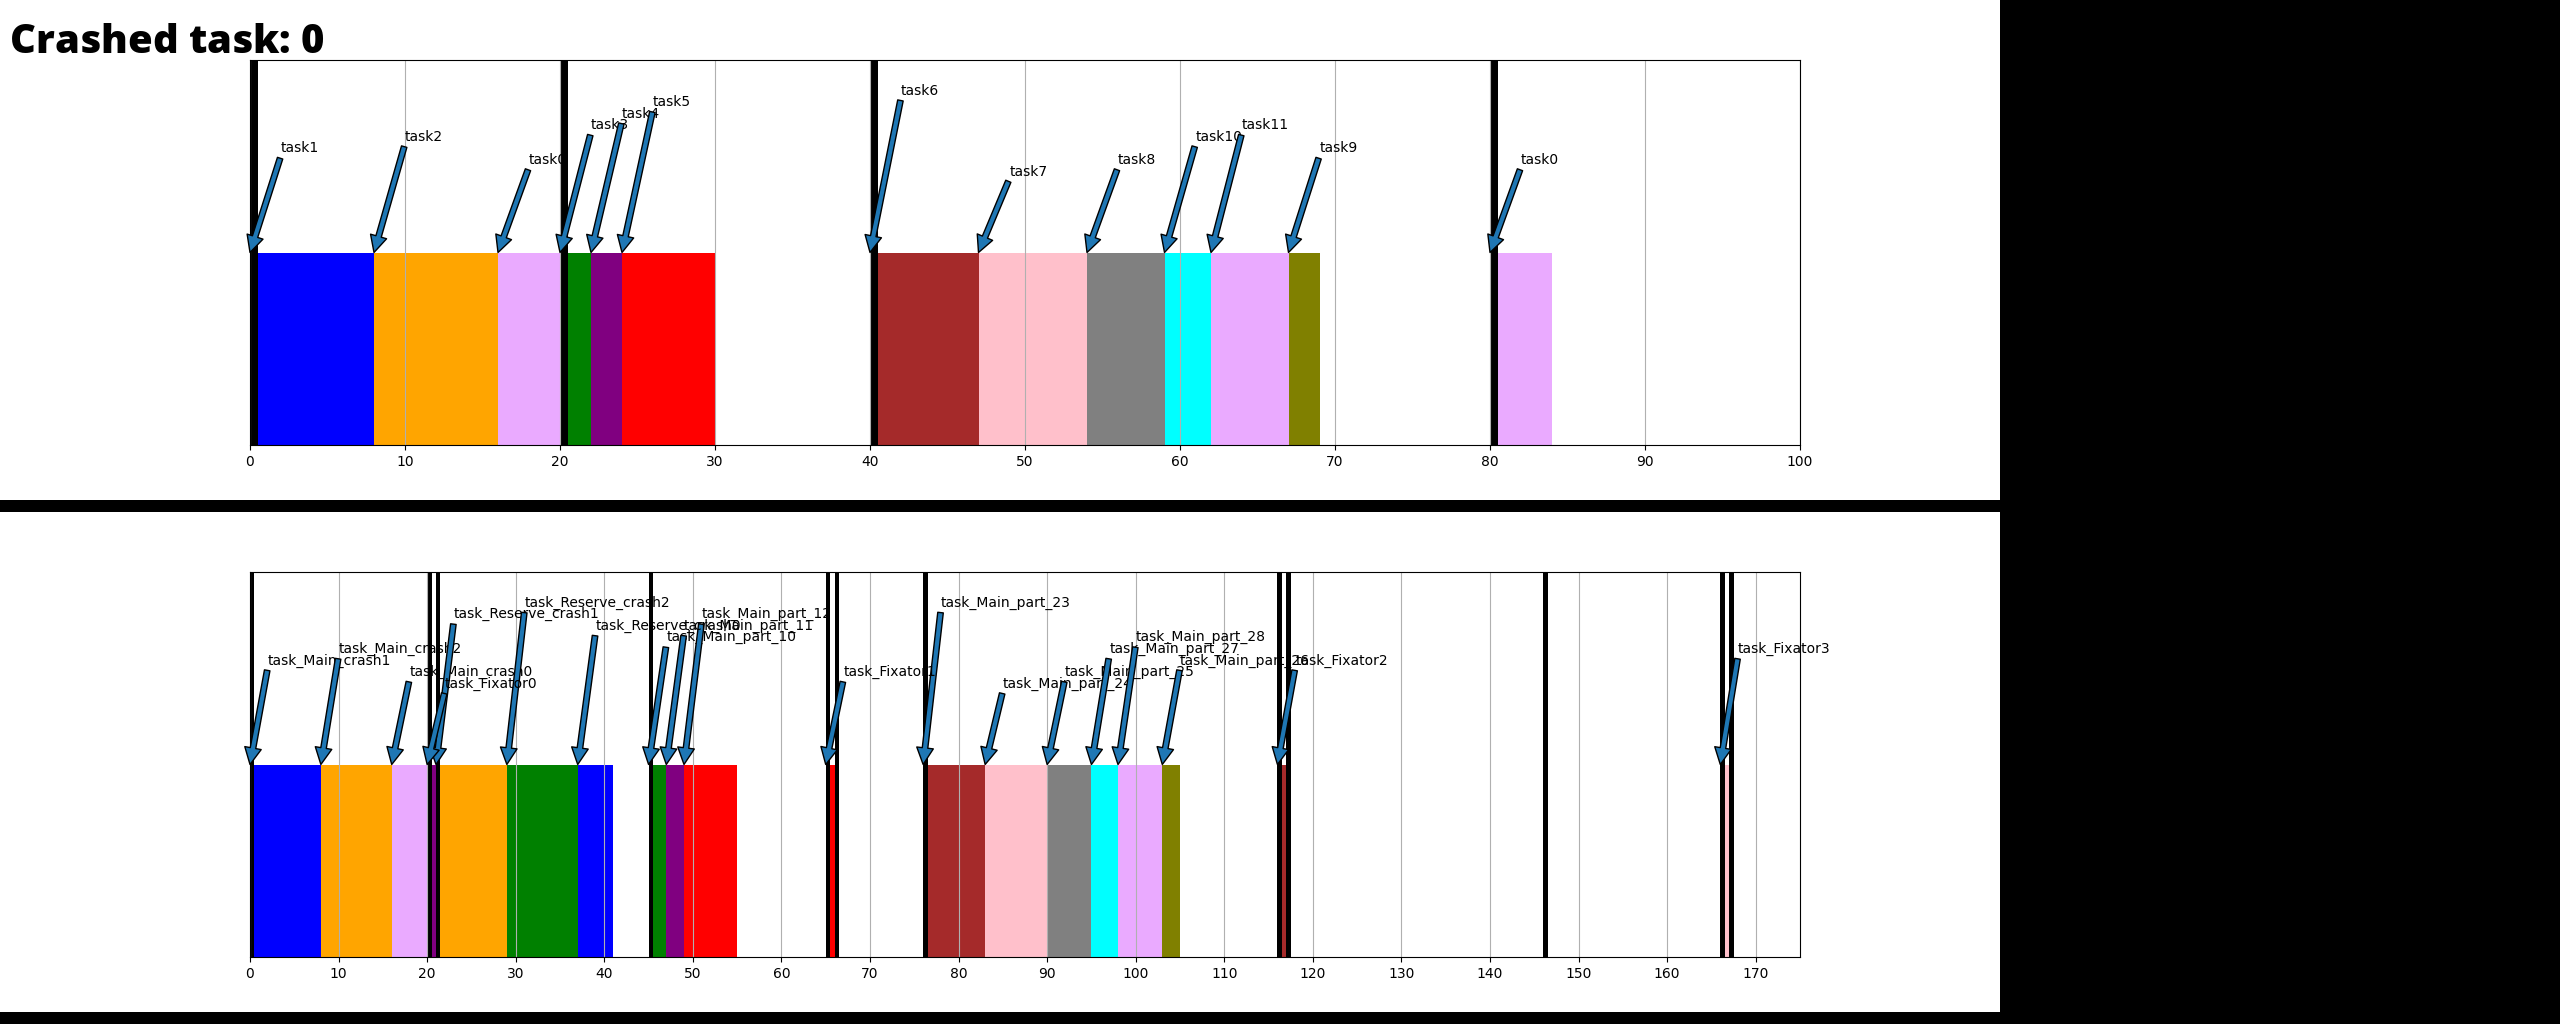 Crashed task: 0
task6
task5
task4
task3
task11
task2
task10
task1
task9
task0
task8
task0
task7
0 10 20 30 40 50 60 70 80 90 100
task_Reserve_crash2
task_Main_part_23
task_Reserve_crash1
task_Main_part_12
task_Reserve_crash0
task_Main_part_11
task_Main_part_10
task_Main_part_28
task_Main_crash2
task_Main_part_27
task_Fixator3
task_Main_crash1
task_Main_part_26
task_Fixator2
task_Main_crash0
task_Fixator1
task_Main_part_25
task_Fixator0
task_Main_part_24
0 10 20 30 40 50 60 70 80 90 100 110 120 130 140 150 160 170